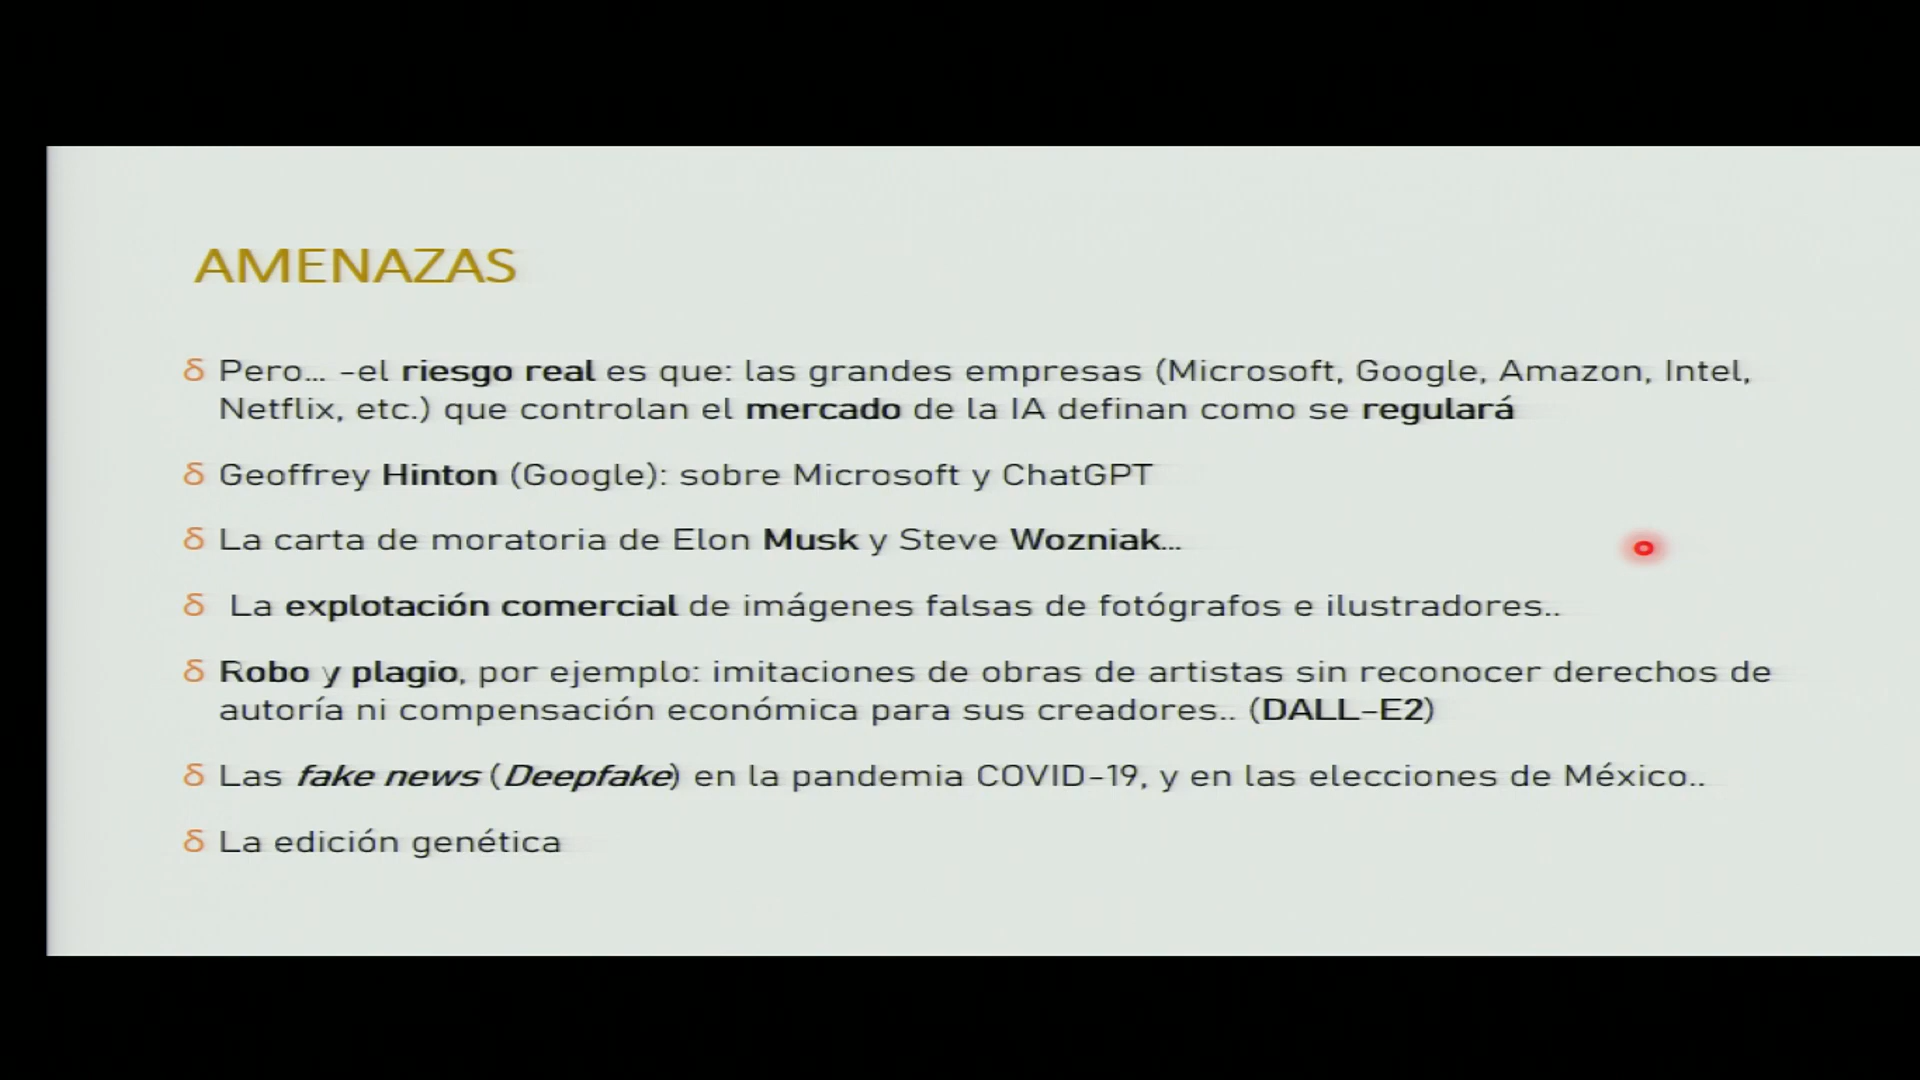 AMENAZAS
δ Pero... -el riesgo real es que: las grandes empresas (Microsoft, Google, Amazon, Intel,
Netflix, etc.) que controlan el mercado de la IA definan como se regulará
δ Geoffrey Hinton (Google): sobre Microsoft y ChatGPT
δ La carta de moratoria de Elon Musk y Steve Wozniak...
δ La explotación comercial de imágenes falsas de fotógrafos e ilustradores..
δ Robo y plagio, por ejemplo: imitaciones de obras de artistas sin reconocer derechos de
autoría ni compensación económica para sus creadores.. (DALL-E2)
δ Las fake news (Deepfake) en la pandemia COVID-19, y en las elecciones de México..
δ La edición genética